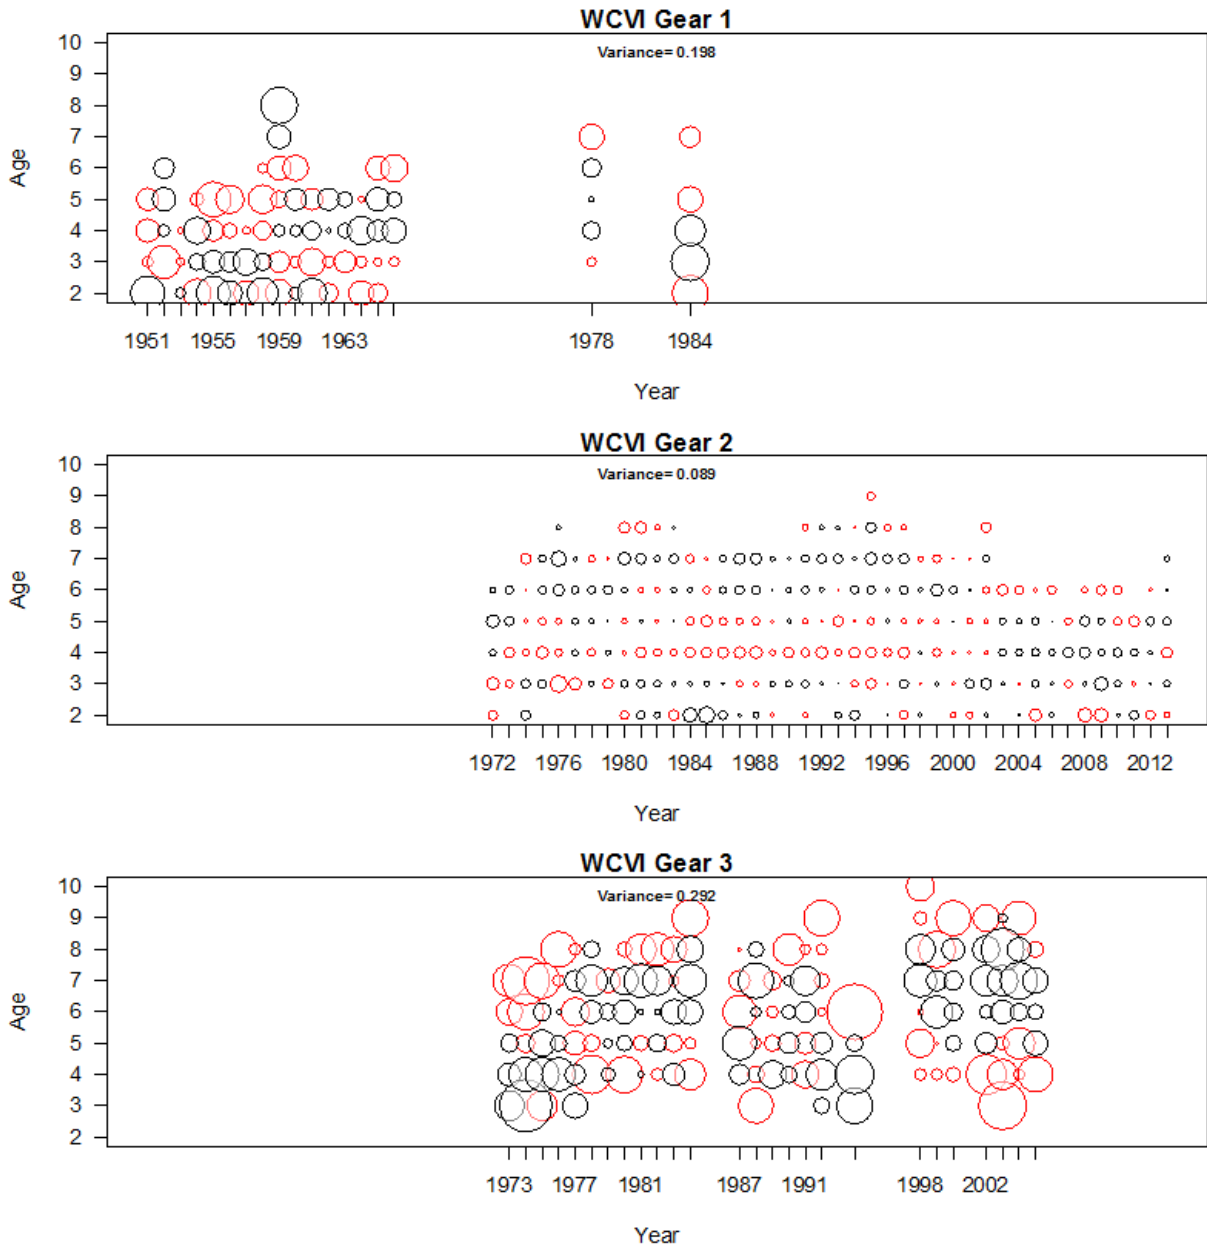 WCVI Gear 1
Variance= 0.198
Age
10
9
8
7
6
5
4
3
2
1951 1955 1959 1963 1978 1984
Year
WCVI Gear 2
Variance= 0.089
Age
10
9
8
7
6
5
4
3
2
1972 1976 1980 1984 1988 1992 1996 2000 2004 2008 2012
Year
WCVI Gear 3
Variance= 0.292
Age
10
9
8
7
6
5
4
3
2
1973 1977 1981 1987 1991 1998 2002
Year